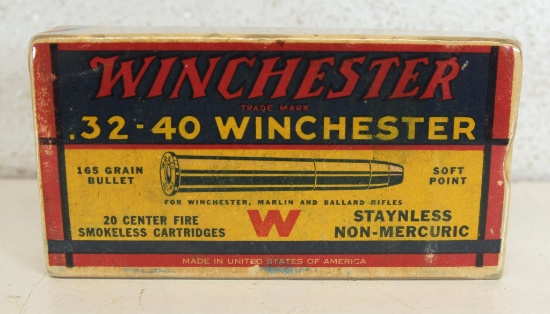 WINCHESTER
TRADE MARK
.32-40 WINCHESTER
165 GRAIN
BULLET
SOFT
POINT
FOR WINCHESTER, MARLIN AND BALLARD RIFLES
20 CENTER FIRE
SMOKELESS CARTRIDGES
W
STAYNLESS
NON-MERCURIC
MADE IN UNITED STATES OF AMERICA